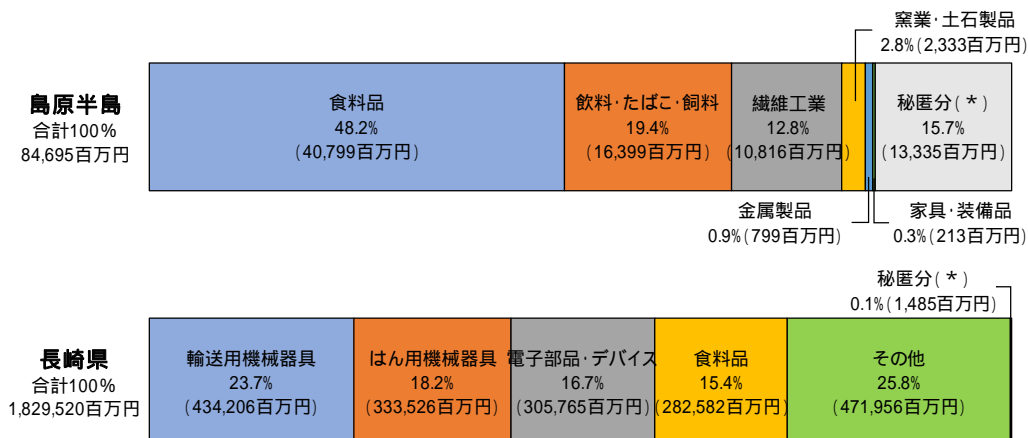 窯業・土石製品
2.8%(2,333百万円)
島原半島
合計100%
84,695百万円
食料品
48.2%
(40,799百万円)
飲料・たばこ・飼料
19.4%
(16,399百万円)
繊維工業
12.8%
(10,816百万円)
秘匿分(*)
15.7%
(13,335百万円)
金属製品
0.9%(799百万円)
家具・装備品
0.3%(213百万円)
秘匿分(*)
0.1%(1,485百万円)
長崎県
合計100%
1,829,520百万円
輸送用機械器具
23.7%
(434,206百万円)
はん用機械器具
18.2%
(333,526百万円)
電子部品・デバイス
16.7%
(305,765百万円)
食料品
15.4%
(282,582百万円)
その他
25.8%
(471,956百万円)